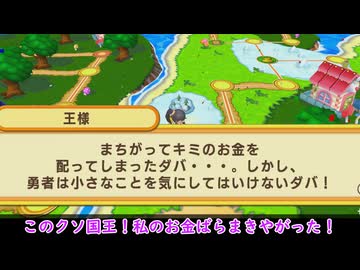 王様
まちがってキミのお金を
配ってしまったダバ・・・。しかし、
勇者は小さなことを気にしてはいけないダバ！
このクソ国王！私のお金ばらまきやがった！